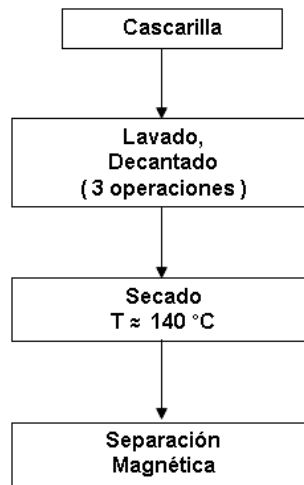 Cascarilla
Lavado,
Decantado
( 3 operaciones )
Secado
T ≈ 140 °C
Separación
Magnética